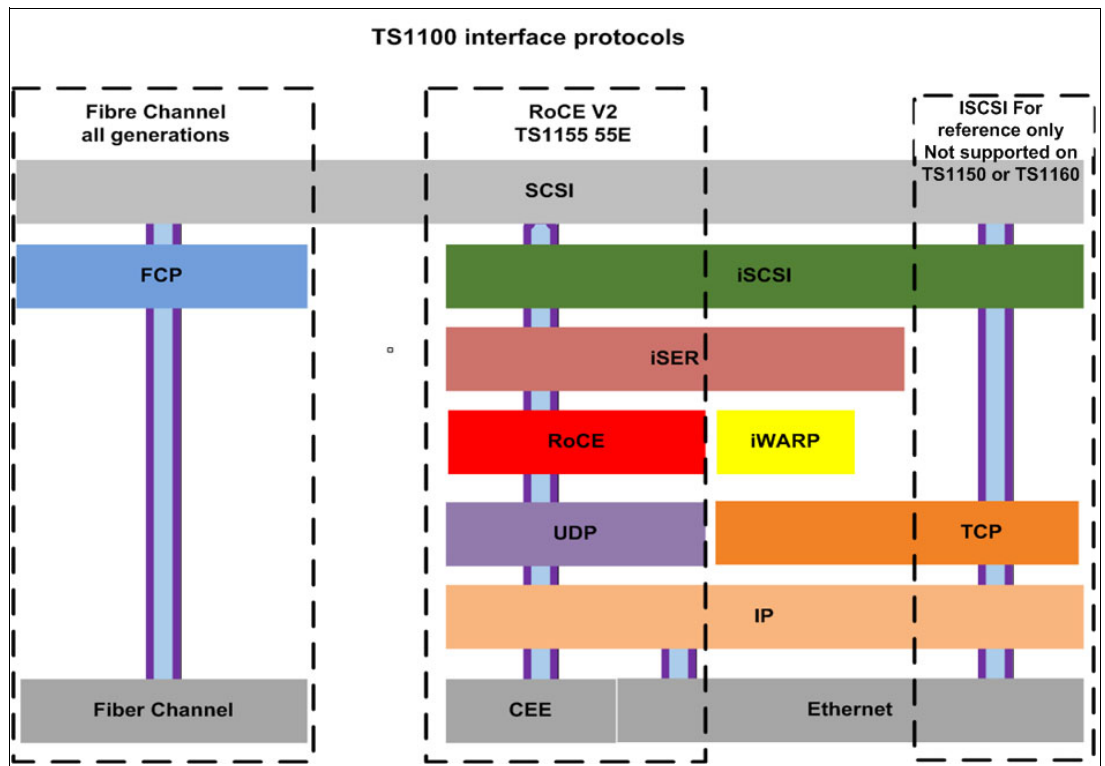 TS1100 interface protocols
Fibre Channel
all generations
RoCE V2
TS1155 55E
ISCSI For
reference only
Not supported on
TS1150 or TS1160
SCSI
FCP
iSCSI
iSER
RoCE
iWARP
UDP
TCP
IP
Fiber Channel
CEE
Ethernet